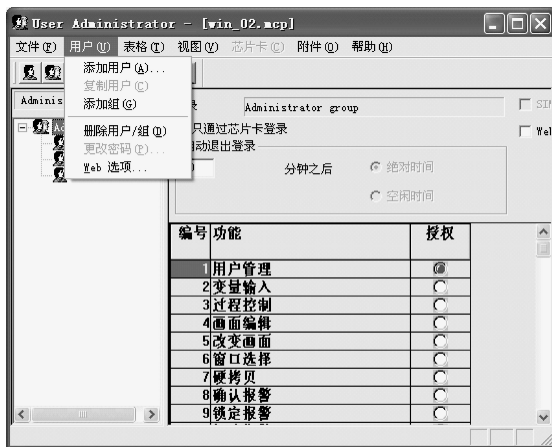 User Administrator - [win_02.mcp]
文件(F) 用户(U) 表格(T) 视图(V) 芯片卡(C) 附件(O) 帮助(H)
添加用户(A)...
复制用户(C)
添加组(G)
删除用户/组(D)
更改密码(P)...
Web 选项...
Adminis
录 Administrator group
只通过芯片卡登录
自动退出登录
分钟之后 绝对时间
空闲时间
编号 功能 授权
1 用户管理
2 变量输入
3 过程控制
4 画面编辑
5 改变画面
6 窗口选择
7 硬拷贝
8 确认报警
9 锁定报警